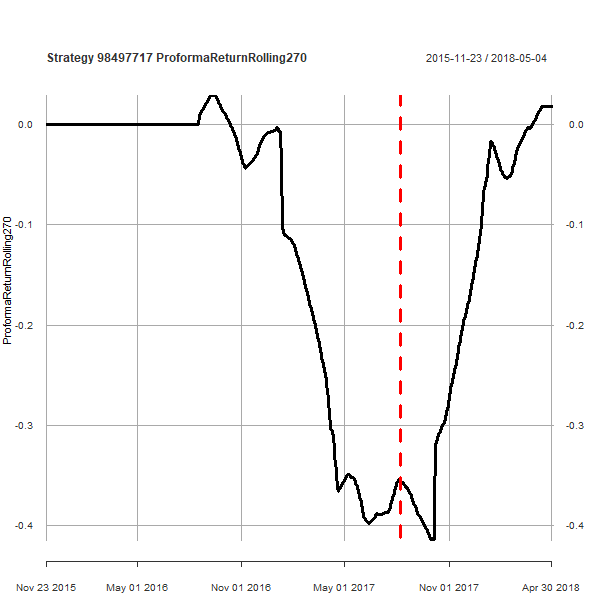 Strategy 98497717 ProformaReturnRolling270
2015-11-23 / 2018-05-04
ProformaReturnRolling270
0.0 0.0
-0.1 -0.1
-0.2 -0.2
-0.3 -0.3
-0.4 -0.4
Nov 23 2015 May 01 2016 Nov 01 2016 May 01 2017 Nov 01 2017 Apr 30 2018